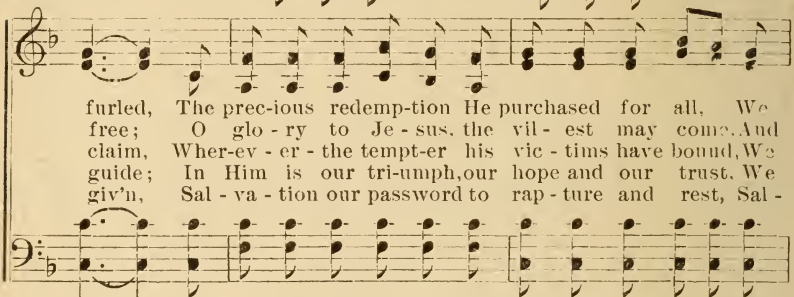 furled, The prec-ious redemp-tion He purchased for all, We
free; O glo - ry to Je - sus. the vil - est may come. And
claim, Wher-ev - er - the tempt-er his vic - tims have bound, We
guide; In Him is our tri-umph, our hope and our trust. We
giv'n, Sal - va - tion our password to rap - ture and rest, Sal -